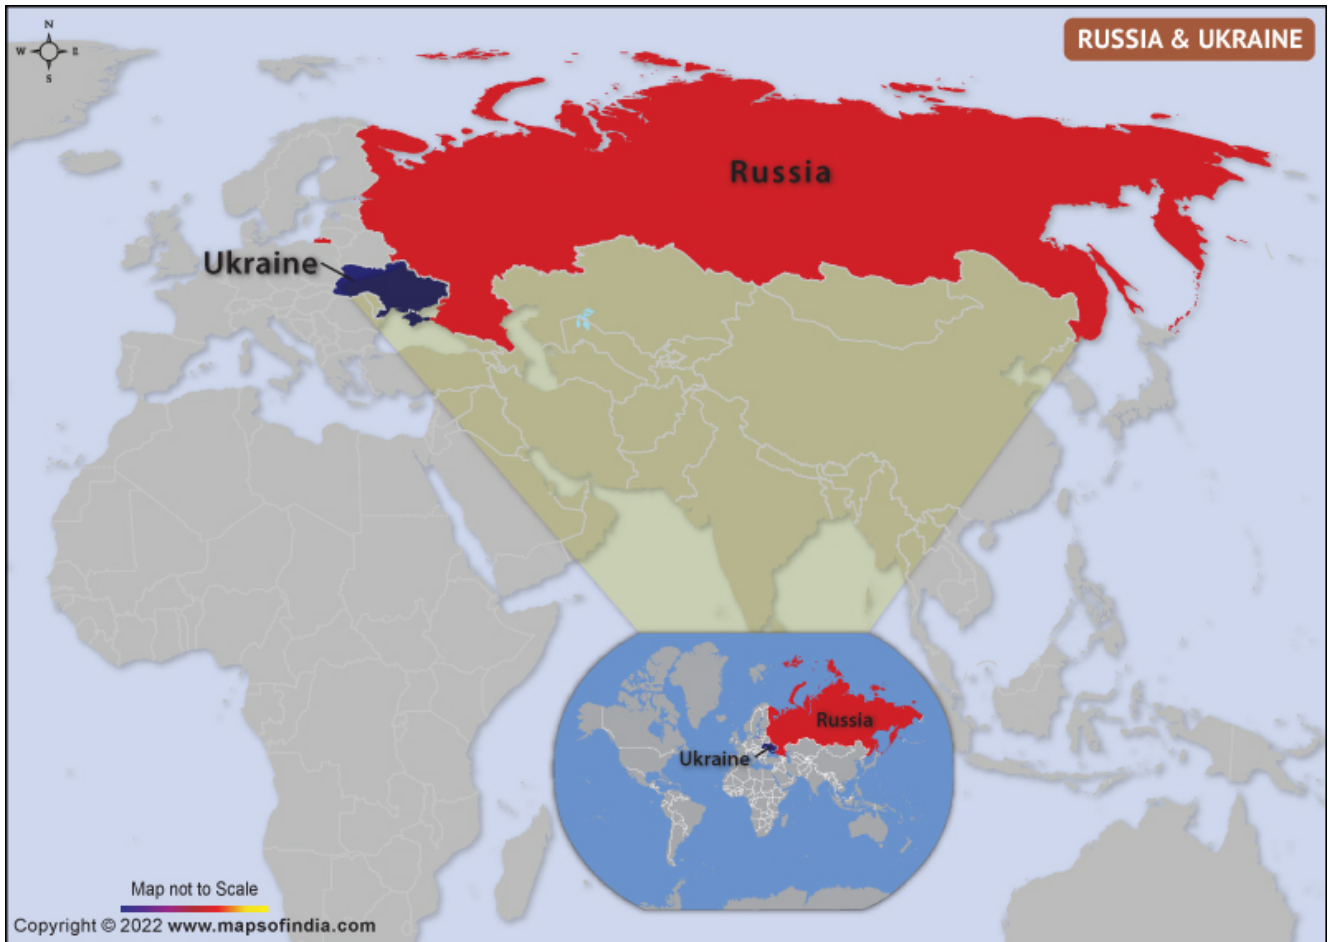 N
W E
S
RUSSIA & UKRAINE
Russia
Ukraine
Russia
Ukraine
Map not to Scale
Copyright © 2022 www.mapsofindia.com